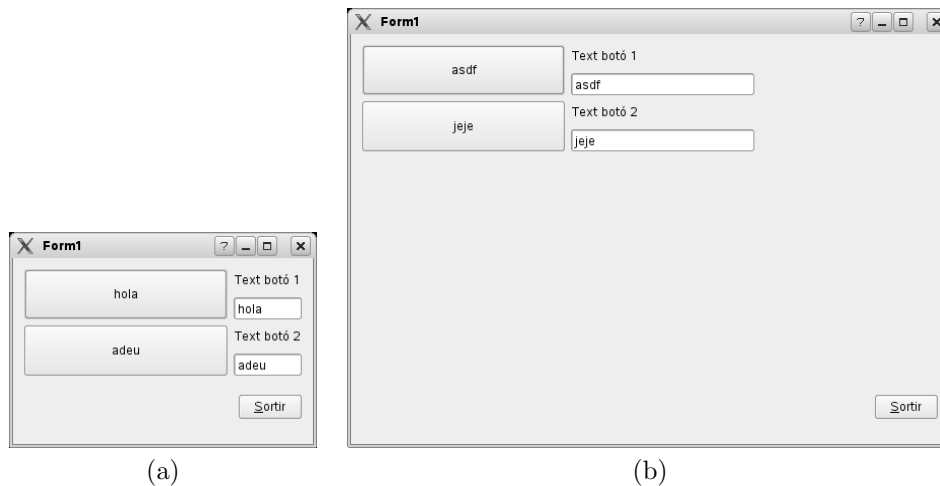 Form1
?
hola
Text botó 1
hola
adeu
Text botó 2
adeu
Sortir
(a)
Form1
?
asdf
Text botó 1
asdf
jeje
Text botó 2
jeje
Sortir
(b)